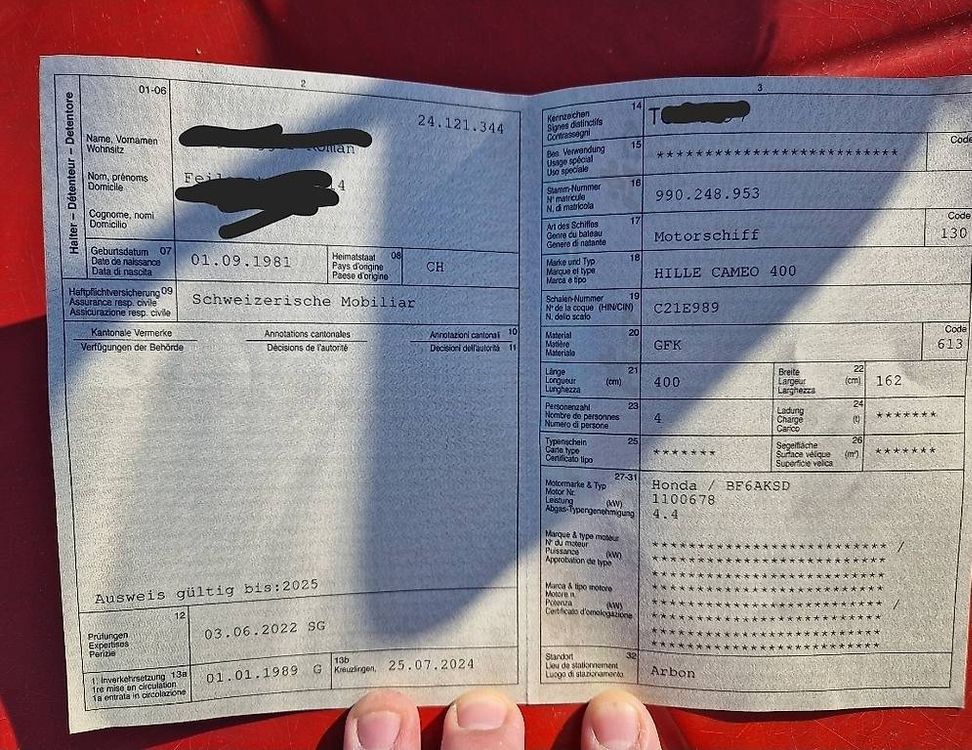 01-06
2
24.121.344
Halter – Détenteur – Detentore
Name, Vornamen
Wohnsitz
Nom, prénoms
Domicile
4
Cognome, nomi
Domicilio
Geburtsdatum 07
Date de naissance
Data di nascita
01.09.1981
Heimatstaat 08
Pays d'origine
Paese d'origine
CH
Haftpflichtversicherung 09
Assurance resp. civile
Assicurazione resp. civile
Schweizerische Mobiliar
Kantonale Vermerke Annotations cantonales Annotazioni cantonali 10
Verfügungen der Behörde Décisions de l'autorité Decisioni dell'autorità 11
Ausweis gültig bis:2025
12
Prüfungen
Expertises
Perizie
03.06.2022 SG
1. Inverkehrsetzung 13a
1re mise en circulation
1a entrata in circolazione
01.01.1989 G
13b
Kreuzlingen, 25.07.2024
3
Kennzeichen 14
Signes distinctifs
Contrassegni
T
Bes. Verwendung 15
Usage spécial
Uso speciale
*************************
Code
Stamm-Nummer 16
N° matricule
N. di matricola
990.248.953
Art des Schiffes 17
Genre du bateau
Genere di natante
Motorschiff
Code
130
Marke und Typ 18
Marque et type
Marca e tipo
HILLE CAMEO 400
Schalen-Nummer 19
N° de la coque (HIN/CIN)
N. dello scafo
C21E989
Material 20
Matière
Materiale
GFK
Code
613
Länge 21
Longueur (cm)
Lunghezza
400
Breite 22
Largeur (cm)
Larghezza
162
Personenzahl 23
Nombre de personnes
Numero di persone
4
Ladung 24
Charge (t)
Carico
*******
Typenschein 25
Carte type
Certificato tipo
*******
Segelfläche 26
Surface vélique (m²)
Superficie velica
*******
27-31
Motormarke & Typ
Motor Nr.
Leistung (kW)
Abgas-Typengenehmigung
Honda / BF6AKSD
1100678
4.4
Marque & type moteur
N° du moteur
Puissance (kW)
Approbation de type
************************** /
**************************
**************************
**************************
Marca & tipo motore
Motore n.
Potenza (kW)
Certificato d'omologazione
************************** /
**************************
**************************
**************************
Standort 32
Lieu de stationnement
Luogo di stazionamento
Arbon